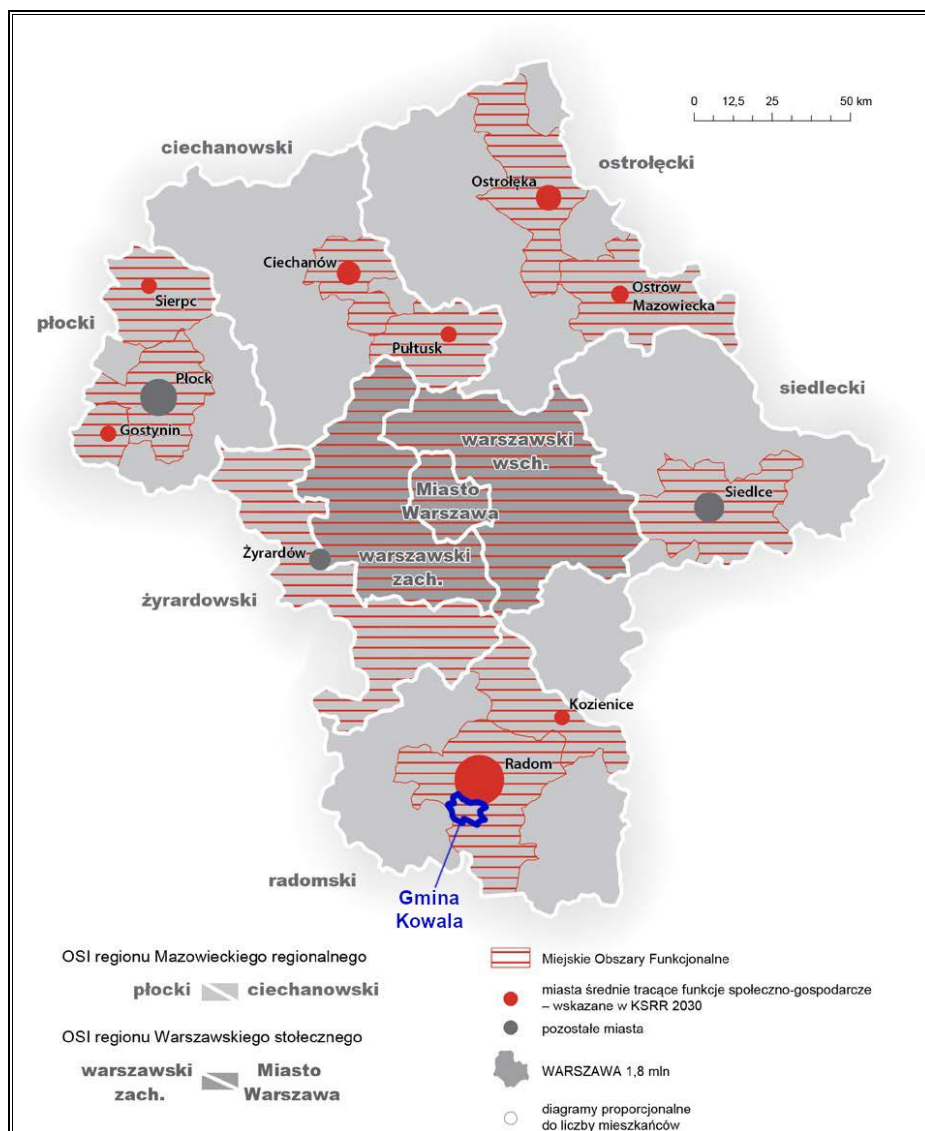 0 12,5 25 50 km
ciechanowski
ostrołęcki
Ostrołęka
Ciechanów
Sierpc
Ostrów
Mazowiecka
płocki
Pułtusk
Płock
siedlecki
Gostynin
warszawski
wsch.
Miasto
Warszawa
Siedlce
Żyrardów
warszawski
zach.
żyrardowski
Kozienice
Radom
radomski
Gmina
Kowala
OSI regionu Mazowieckiego regionalnego
płocki ciechanowski
OSI regionu Warszawskiego stołecznego
warszawski
zach.
Miasto
Warszawa
Miejskie Obszary Funkcjonalne
miasta średnie tracące funkcje społeczno-gospodarcze
– wskazane w KSRR 2030
pozostałe miasta
WARSZAWA 1,8 mln
diagramy proporcjonalne
do liczby mieszkańców